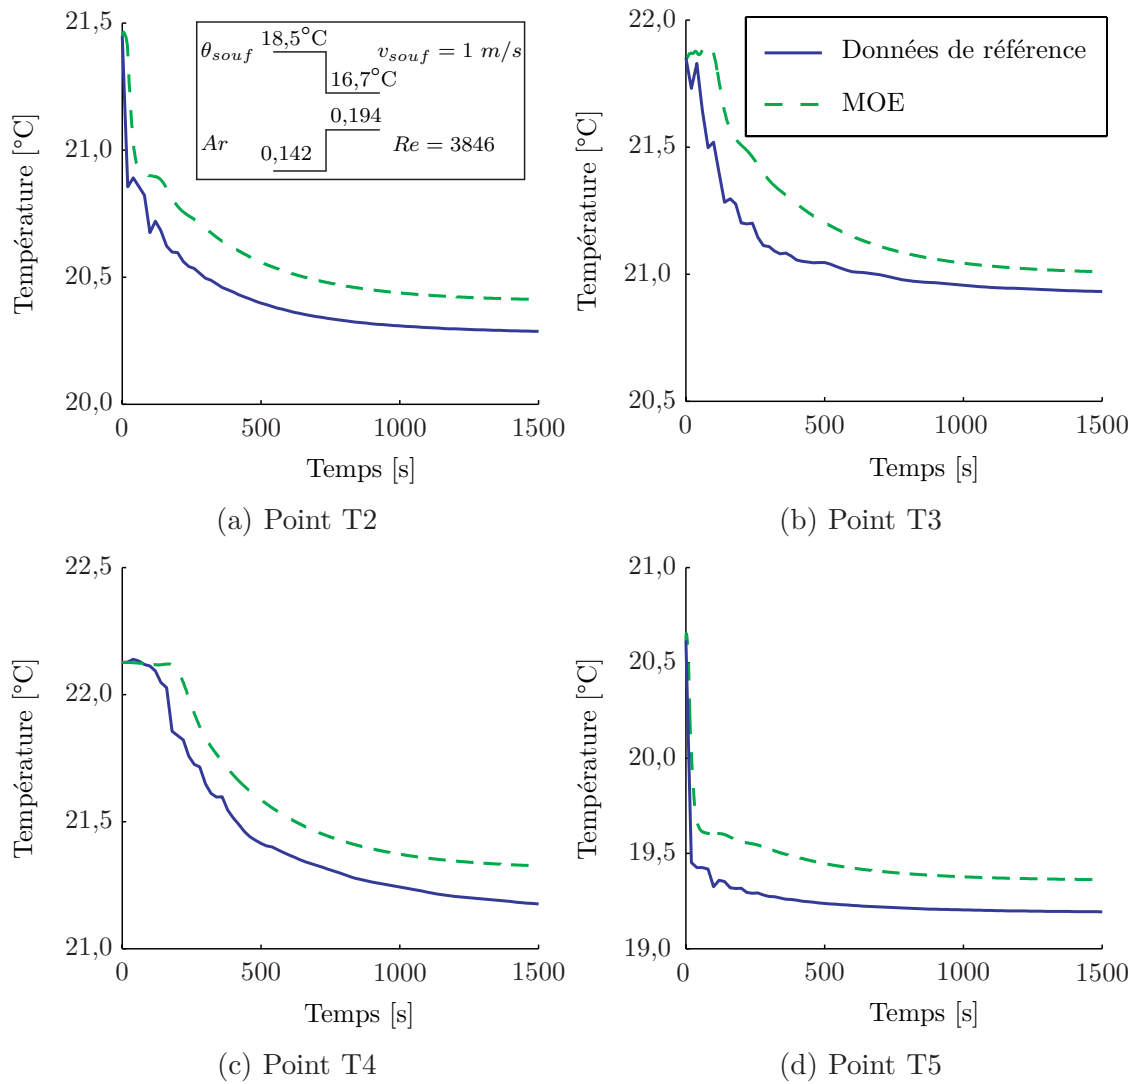 21,5
21,0
20,5
20,0
Température [°C]
θsouf
18,5°C
vsouf = 1 m/s
16,7°C
0,194
Ar
0,142
Re = 3846
0
500
1000
1500
Temps [s]
(a) Point T2
22,0
21,5
21,0
20,5
Température [°C]
Données de référence
MOE
0
500
1000
1500
Temps [s]
(b) Point T3
22,5
22,0
21,5
21,0
Température [°C]
0
500
1000
1500
Temps [s]
(c) Point T4
21,0
20,5
20,0
19,5
19,0
Température [°C]
0
500
1000
1500
Temps [s]
(d) Point T5